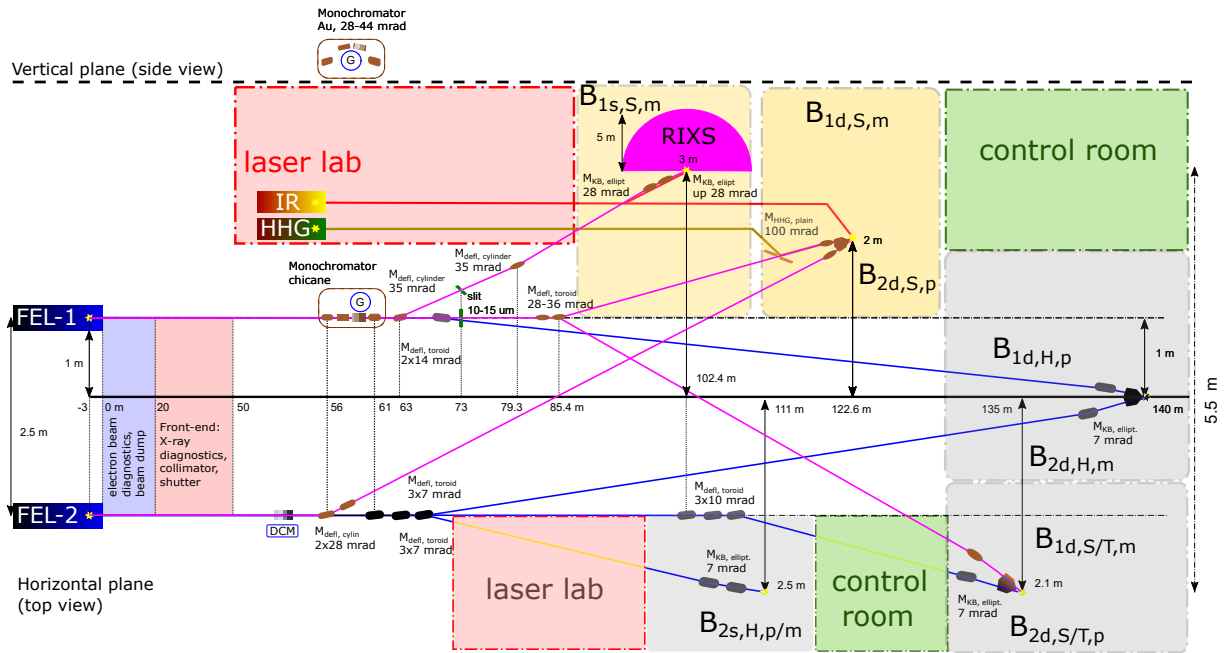 Monochromator
Au, 28-44 mrad
G
Vertical plane (side view)
B1s,S,m
B1d,S,m
5 m
RIXS
3 m
control room
laser lab
MKB, ellipt
28 mrad
MKB, ellipt
up 28 mrad
IR
HHG
MHHG, plain
100 mrad
2 m
Monochromator
chicane
G
Mdefl, cylinder
35 mrad
Mdefl, cylinder
35 mrad
slit
10-15 um
Mdefl, toroid
28-36 mrad
B2d,S,p
FEL-1
1 m
Mdefl, toroid
2x14 mrad
B1d,H,p
1 m
5.5 m
102.4 m
-3
0 m
20
50
56
61
63
73
79.3
85.4 m
111 m
122.6 m
135 m
140 m
2.5 m
electron beam
diagnostics,
beam dump
Front-end:
X-ray
diagnostics,
collimator,
shutter
MKB, ellipt.
7 mrad
B2d,H,m
Mdefl, toroid
3x7 mrad
Mdefl, toroid
3x10 mrad
FEL-2
DCM
Mdefl, cylin
2x28 mrad
Mdefl, toroid
3x7 mrad
B1d,S/T,m
MKB, ellipt.
7 mrad
2.5 m
MKB, ellipt.
7 mrad
2.1 m
Horizontal plane
(top view)
laser lab
control
room
B2s,H,p/m
B2d,S/T,p